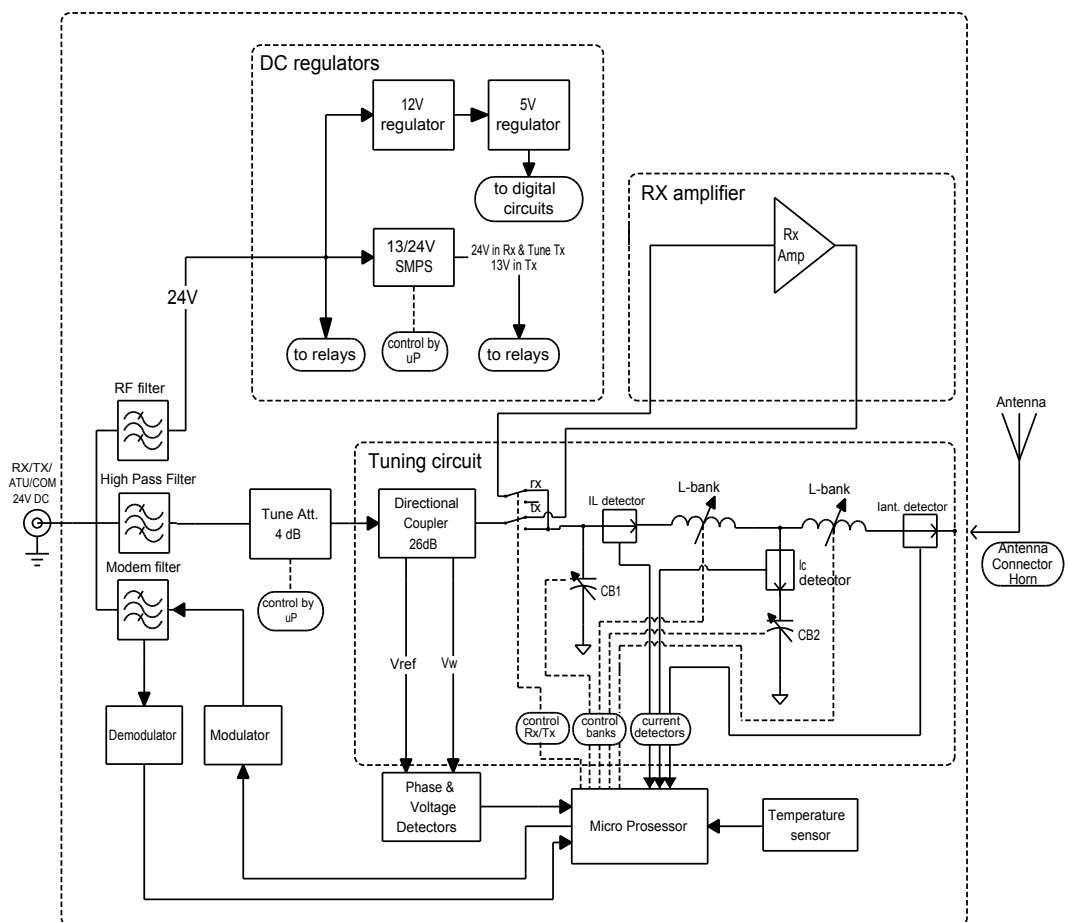 DC regulators
12V
regulator
5V
regulator
to digital
circuits
RX amplifier
Rx
Amp
13/24V
SMPS
24V in Rx & Tune Tx
13V in Tx
24V
to relays
control by
uP
to relays
RF filter
Antenna
RX/TX/
ATU/COM
24V DC
High Pass Filter
Tune Att.
4 dB
Tuning circuit
Directional
Coupler
26dB
rx
tx
IL detector
L-bank
L-bank
Iant. detector
Antenna
Connector
Horn
Modem filter
control by
uP
CB1
Ic
detector
CB2
Vref
Vw
Demodulator
Modulator
control
Rx/Tx
control
banks
current
detectors
Phase &
Voltage
Detectors
Micro Prosessor
Temperature
sensor